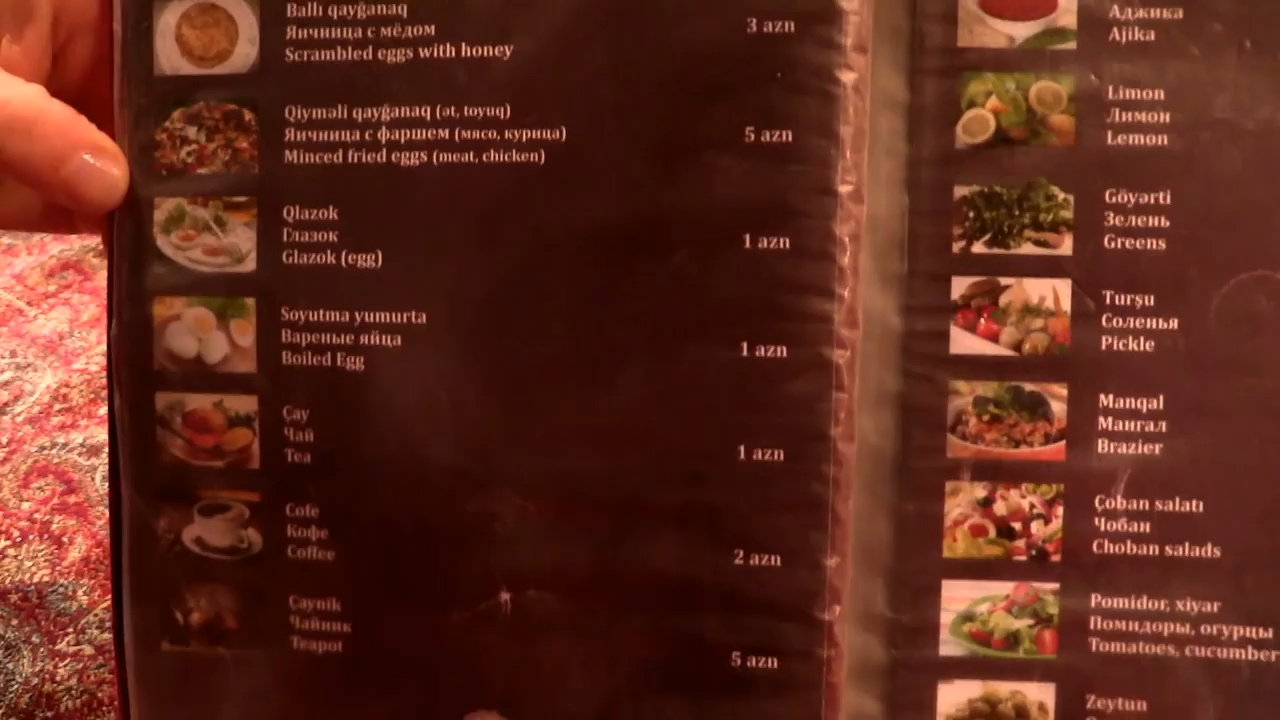 Ballı qayğanaq
Яичница с мёдом
Scrambled eggs with honey
3 azn
Qiyməli qayğanaq (ət, toyuq)
Яичница с фаршем (мясо, курица)
Minced fried eggs (meat, chicken)
5 azn
Qlazok
Глазок
Glazok (egg)
1 azn
Soyutma yumurta
Вареные яйца
Boiled Egg
1 azn
Çay
Чай
Tea
1 azn
Cofe
Кофе
Coffee
2 azn
Çaynik
Чайник
Teapot
5 azn
Аджика
Ajika
Limon
Лимон
Lemon
Göyərti
Зелень
Greens
Turşu
Соленья
Pickle
Manqal
Мангал
Brazier
Çoban salatı
Чобан
Choban salads
Pomidor, xiyar
Помидоры, огурцы
Tomatoes, cucumber
Zeytun